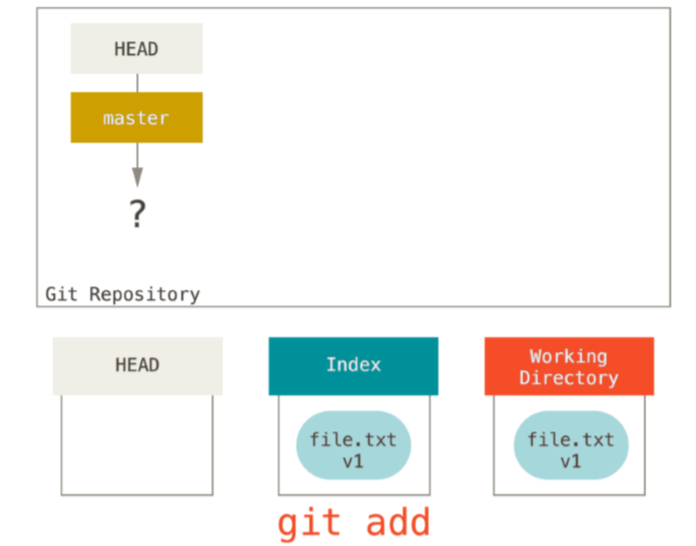 HEAD
master
?
Git Repository
HEAD
Index
Working
Directory
file.txt
v1
file.txt
v1
git add